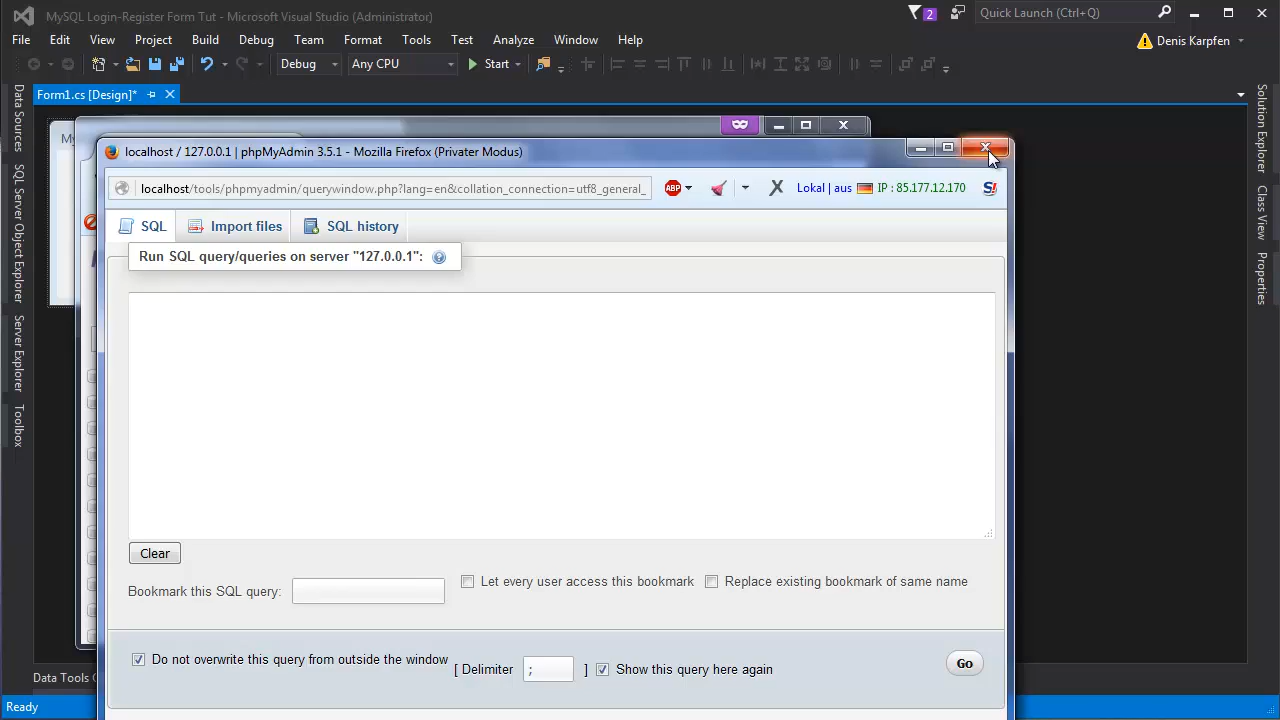 MySQL Login-Register Form Tut - Microsoft Visual Studio (Administrator)
2
Quick Launch (Ctrl+Q)
File Edit View Project Build Debug Team Format Tools Test Analyze Window Help
Denis Karpfen
Debug Any CPU Start
Form1.cs [Design]*
Data Sources
SQL Server Object Explorer
Server Explorer
Toolbox
Solution Explorer
Class View
Properties
My
localhost / 127.0.0.1 | phpMyAdmin 3.5.1 - Mozilla Firefox (Privater Modus)
localhost/tools/phpmyadmin/querywindow.php?lang=en&collation_connection=utf8_general_
ABP
Lokal | aus
IP : 85.177.12.170
S!
SQL Import files SQL history
Run SQL query/queries on server "127.0.0.1":
Clear
Bookmark this SQL query:
Let every user access this bookmark
Replace existing bookmark of same name
Do not overwrite this query from outside the window
[ Delimiter ; ]
Show this query here again
Go
Data Tools
Ready